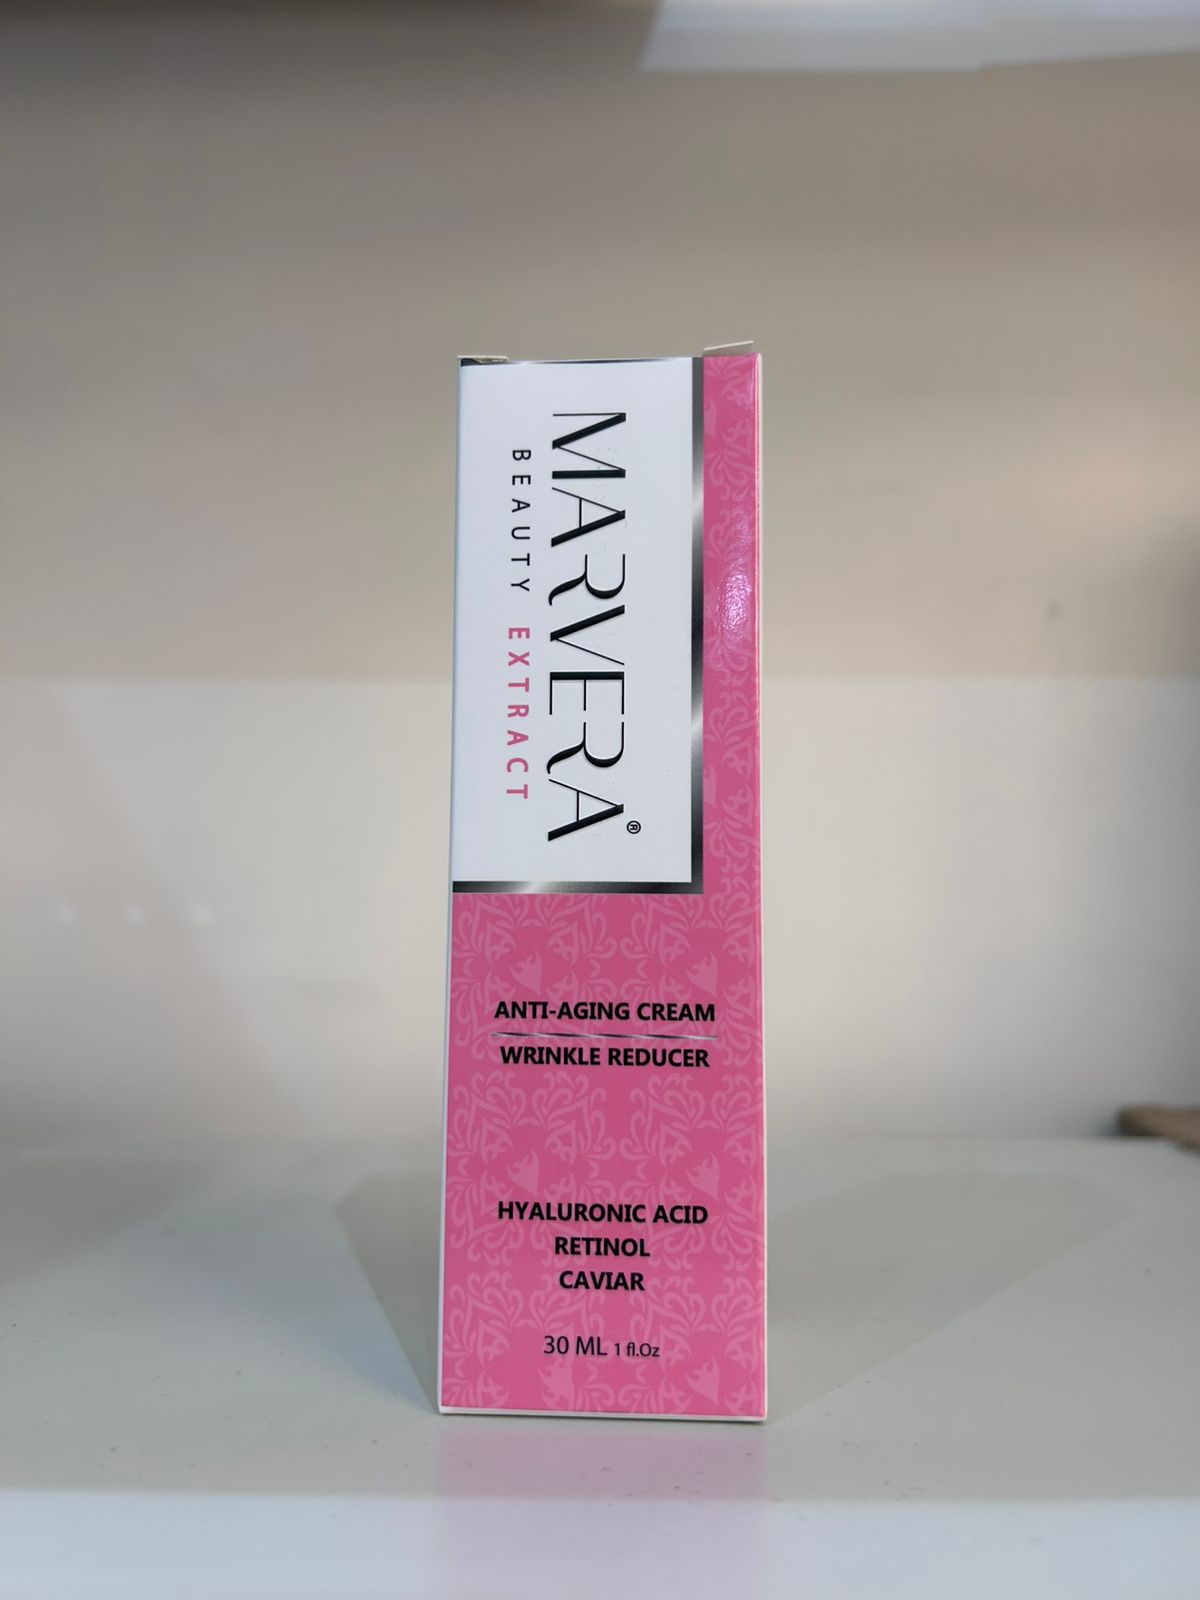 MARVERA®
BEAUTY EXTRACT
ANTI-AGING CREAM
WRINKLE REDUCER
HYALURONIC ACID
RETINOL
CAVIAR
30 ML 1 fl.Oz